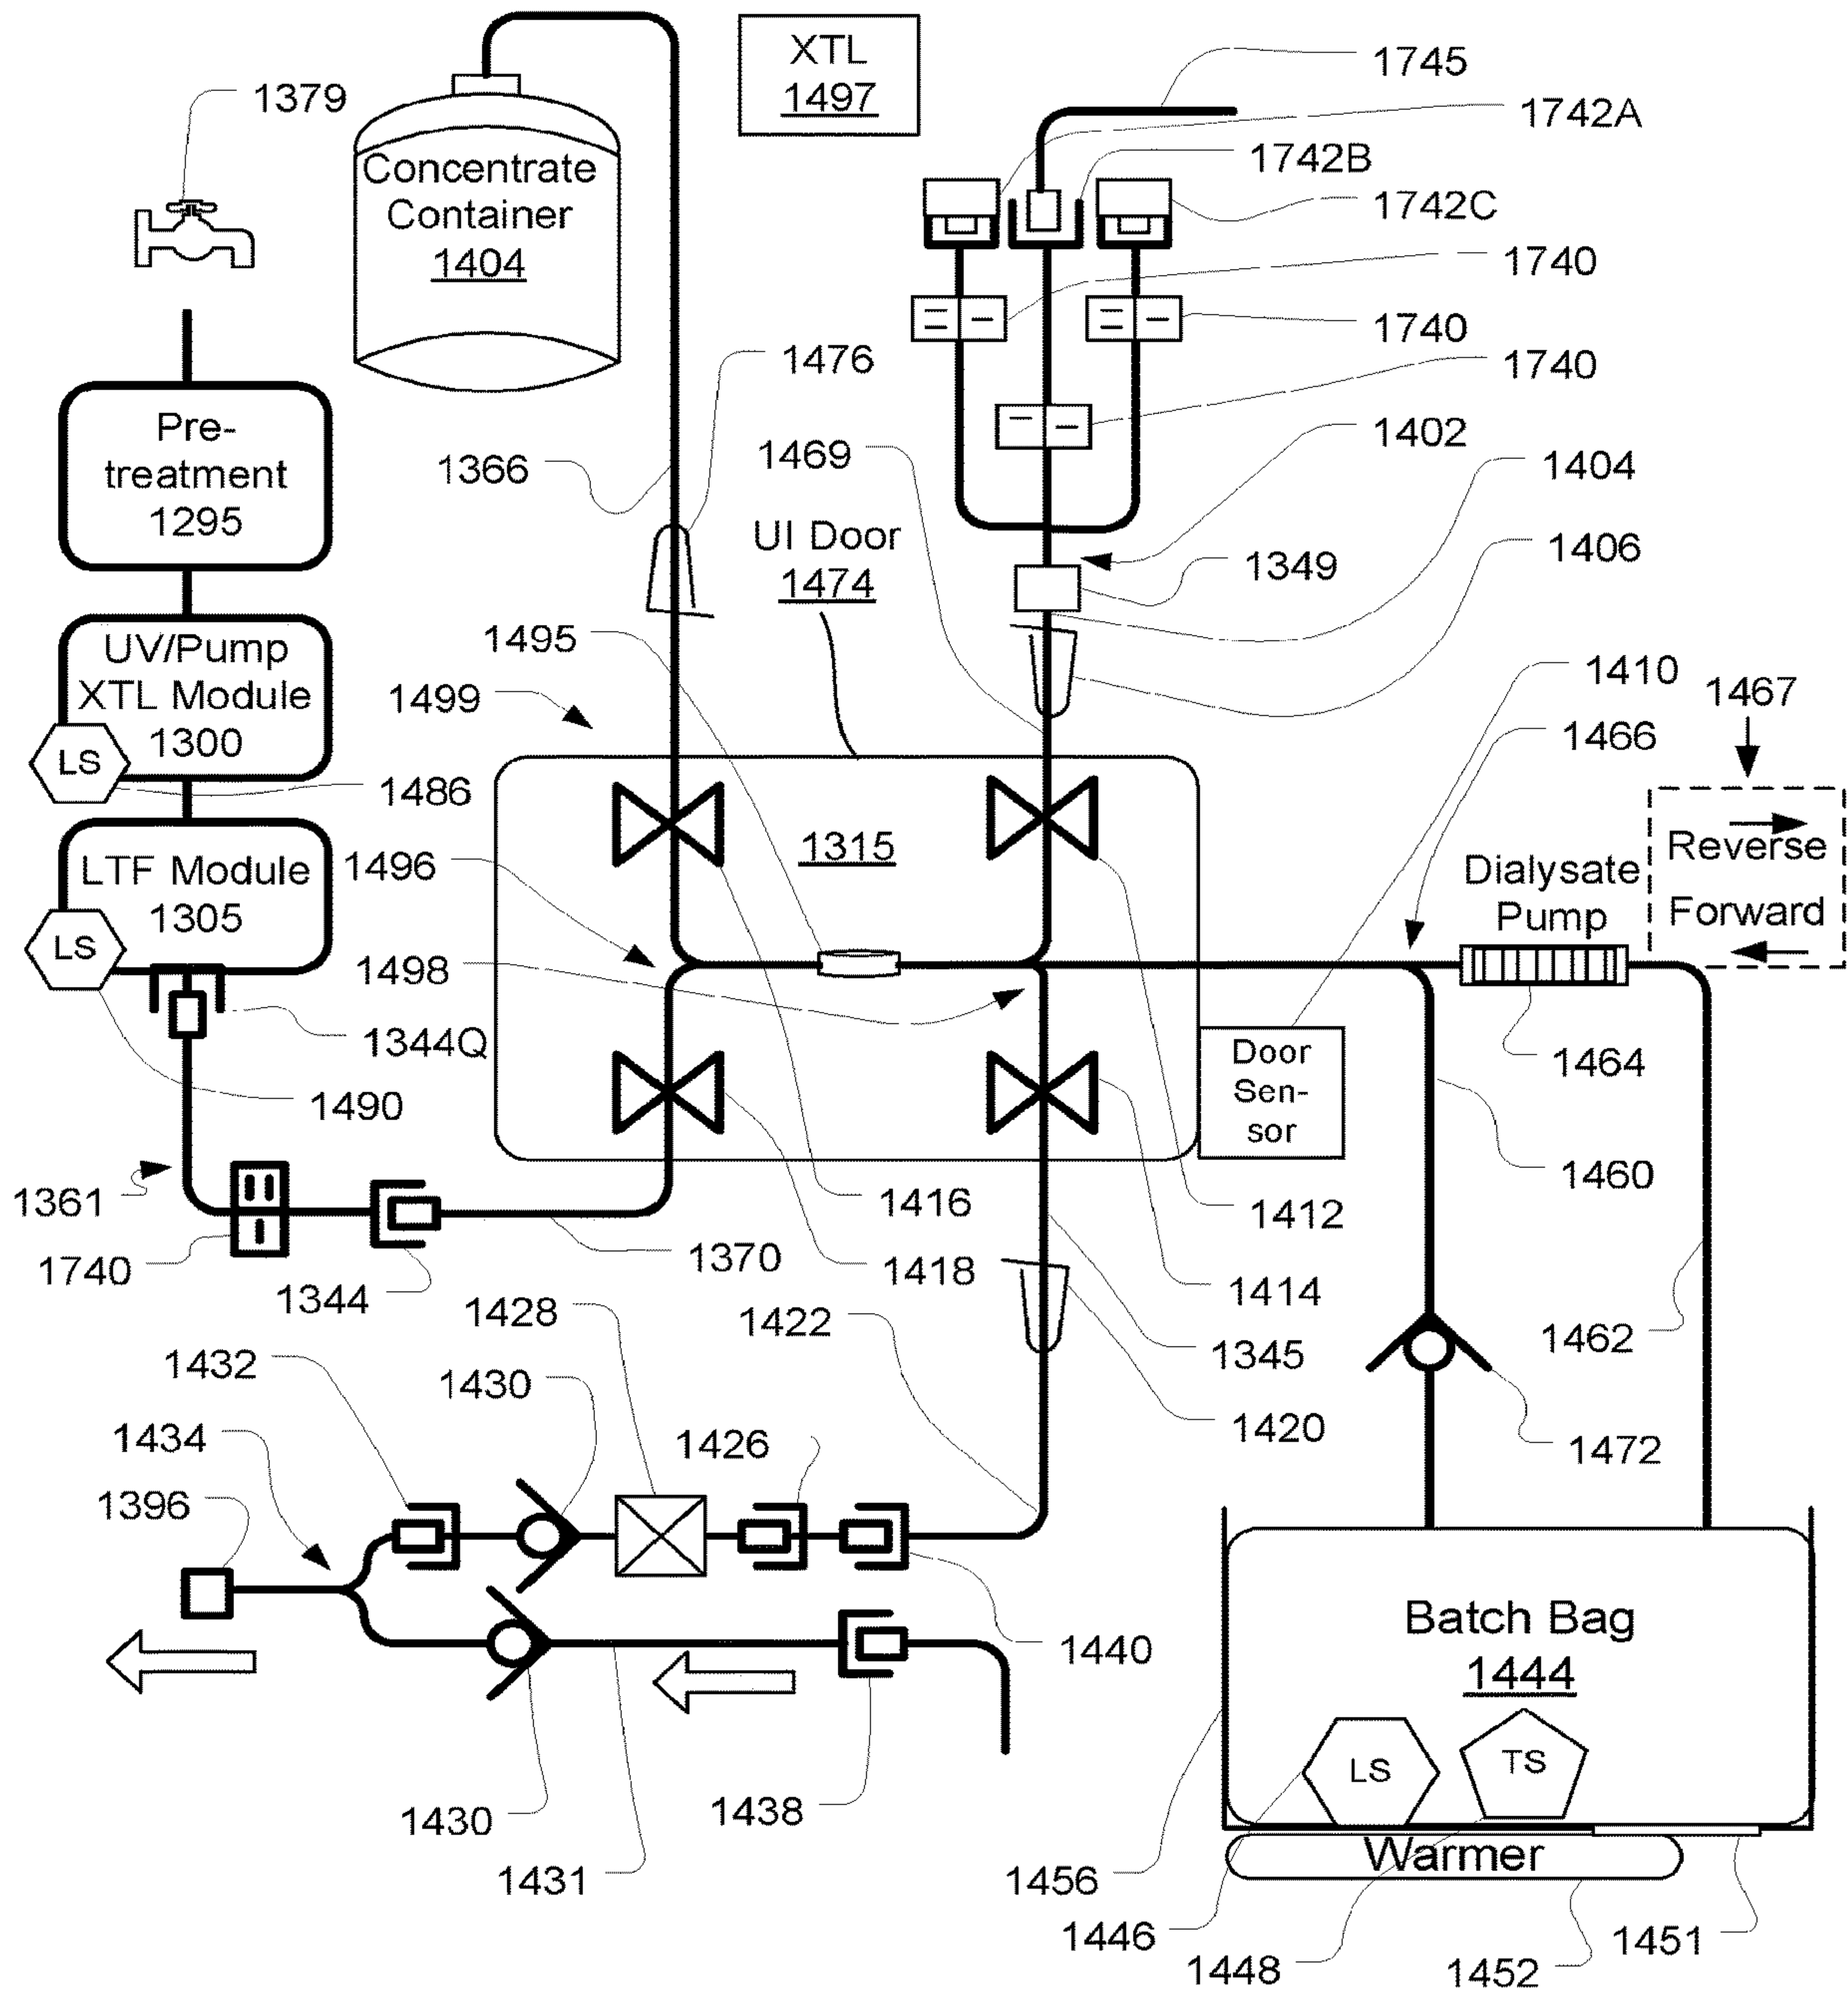 XTL
1497
1745
1379
1742A
1742B
Concentrate
Container
1404
1742C
1740
1740
1476
1740
Pre-
treatment
1295
1366
1469
1402
1404
UI Door
1474
1406
1349
1495
UV/Pump
XTL Module
1300
1410
1499
1467
1466
LS
1486
1315
Reverse
LTF Module
1305
1496
Dialysate
Pump
Forward
LS
1498
1344Q
Door
Sen-
sor
1464
1490
1361
1416
1412
1460
1740
1370
1418
1344
1414
1428
1422
1345
1462
1432
1430
1420
1434
1426
1472
1396
Batch Bag
1444
1440
LS
TS
1430
1438
1431
Warmer
1456
1446
1451
1448
1452